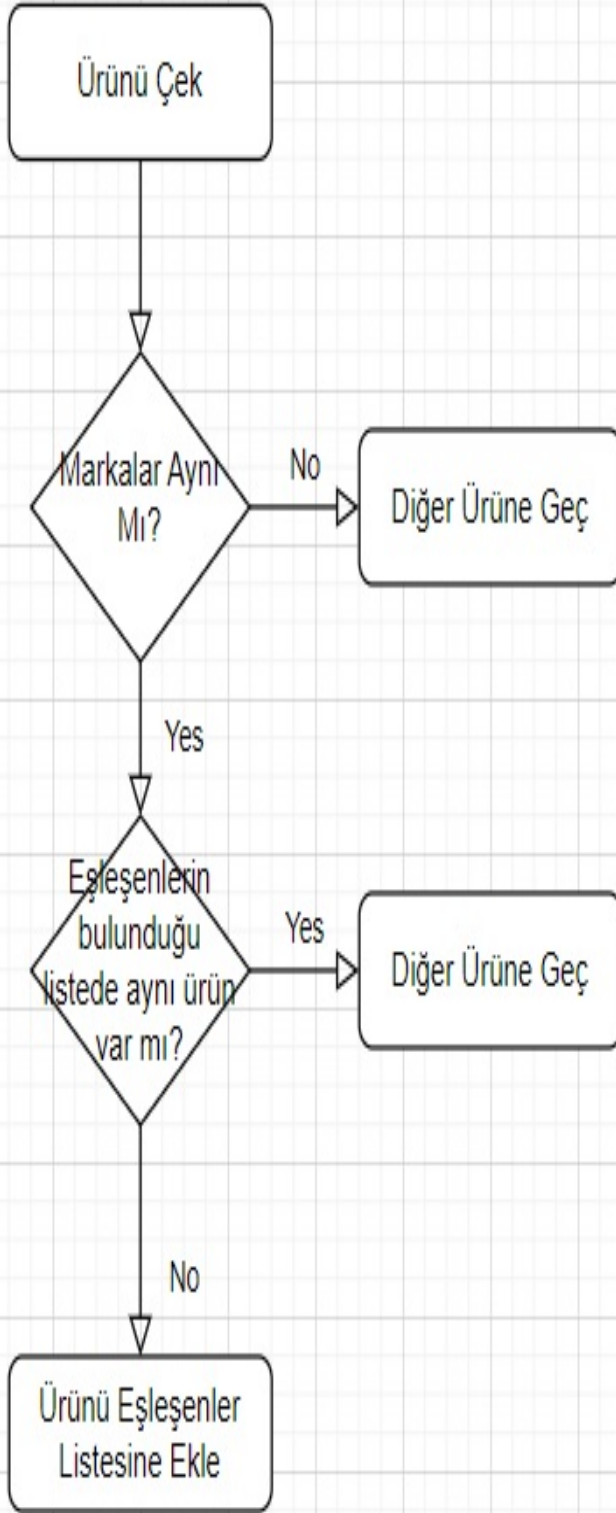 Ürünü Çek
Markalar Aynı
Mı?
No
Diğer Ürüne Geç
Yes
Eşleşenlerin
bulunduğu
listede aynı ürün
var mı?
Yes
Diğer Ürüne Geç
No
Ürünü Eşleşenler
Listesine Ekle